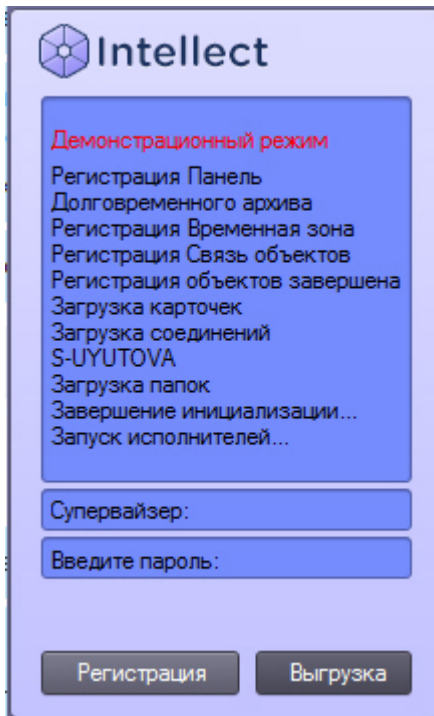 Intellect
Демонстрационный режим
Регистрация Панель
Долговременного архива
Регистрация Временная зона
Регистрация Связь объектов
Регистрация объектов завершена
Загрузка карточек
Загрузка соединений
S-UYUTOVA
Загрузка папок
Завершение инициализации...
Запуск исполнителей...
Супервайзер:
Введите пароль:
Регистрация Выгрузка